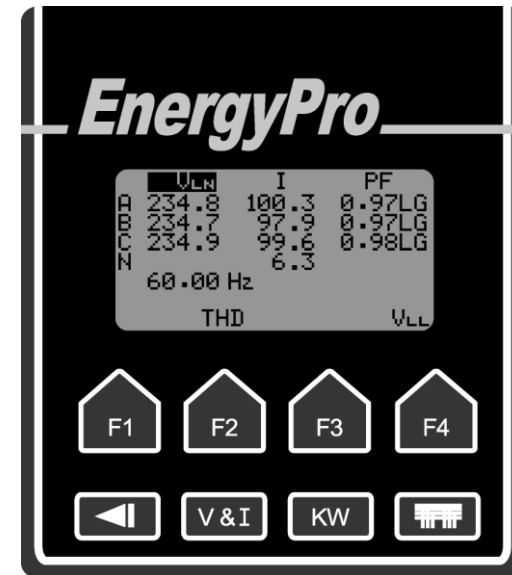 EnergyPro
VLN I PF
A 234.8 100.3 0.97LG
B 234.7 97.9 0.97LG
C 234.9 99.6 0.98LG
N 6.3
60.00 Hz
THD VLL
F1 F2 F3 F4
V & I KW